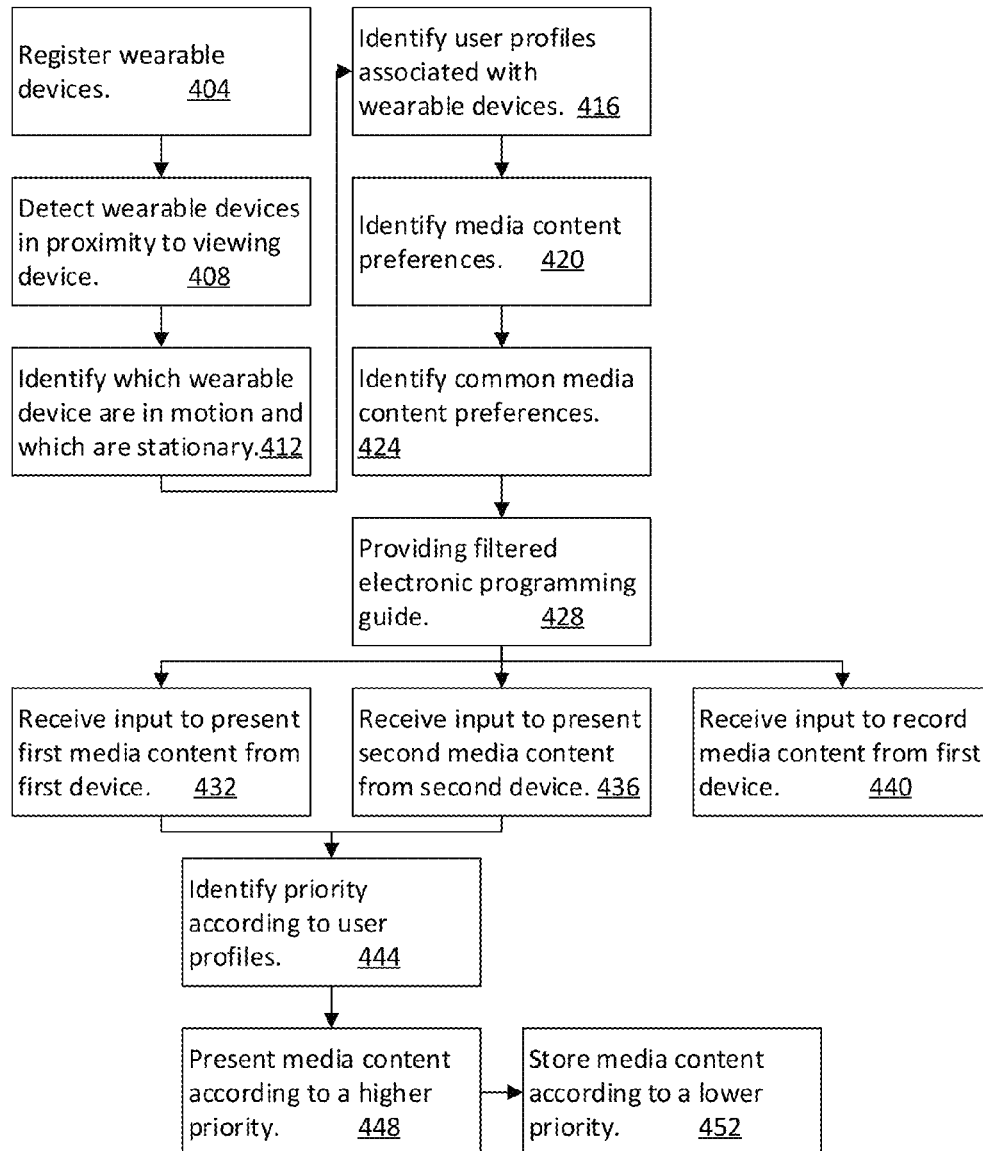 Register wearable
devices. 404
Detect wearable devices
in proximity to viewing
device. 408
Identify which wearable
device are in motion and
which are stationary.412
Identify user profiles
associated with
wearable devices. 416
Identify media content
preferences. 420
Identify common media
content preferences.
424
Providing filtered
electronic programming
guide. 428
Receive input to present
first media content from
first device. 432
Receive input to present
second media content
from second device. 436
Receive input to record
media content from first
device. 440
Identify priority
according to user
profiles. 444
Present media content
according to a higher
priority. 448
Store media content
according to a lower
priority. 452